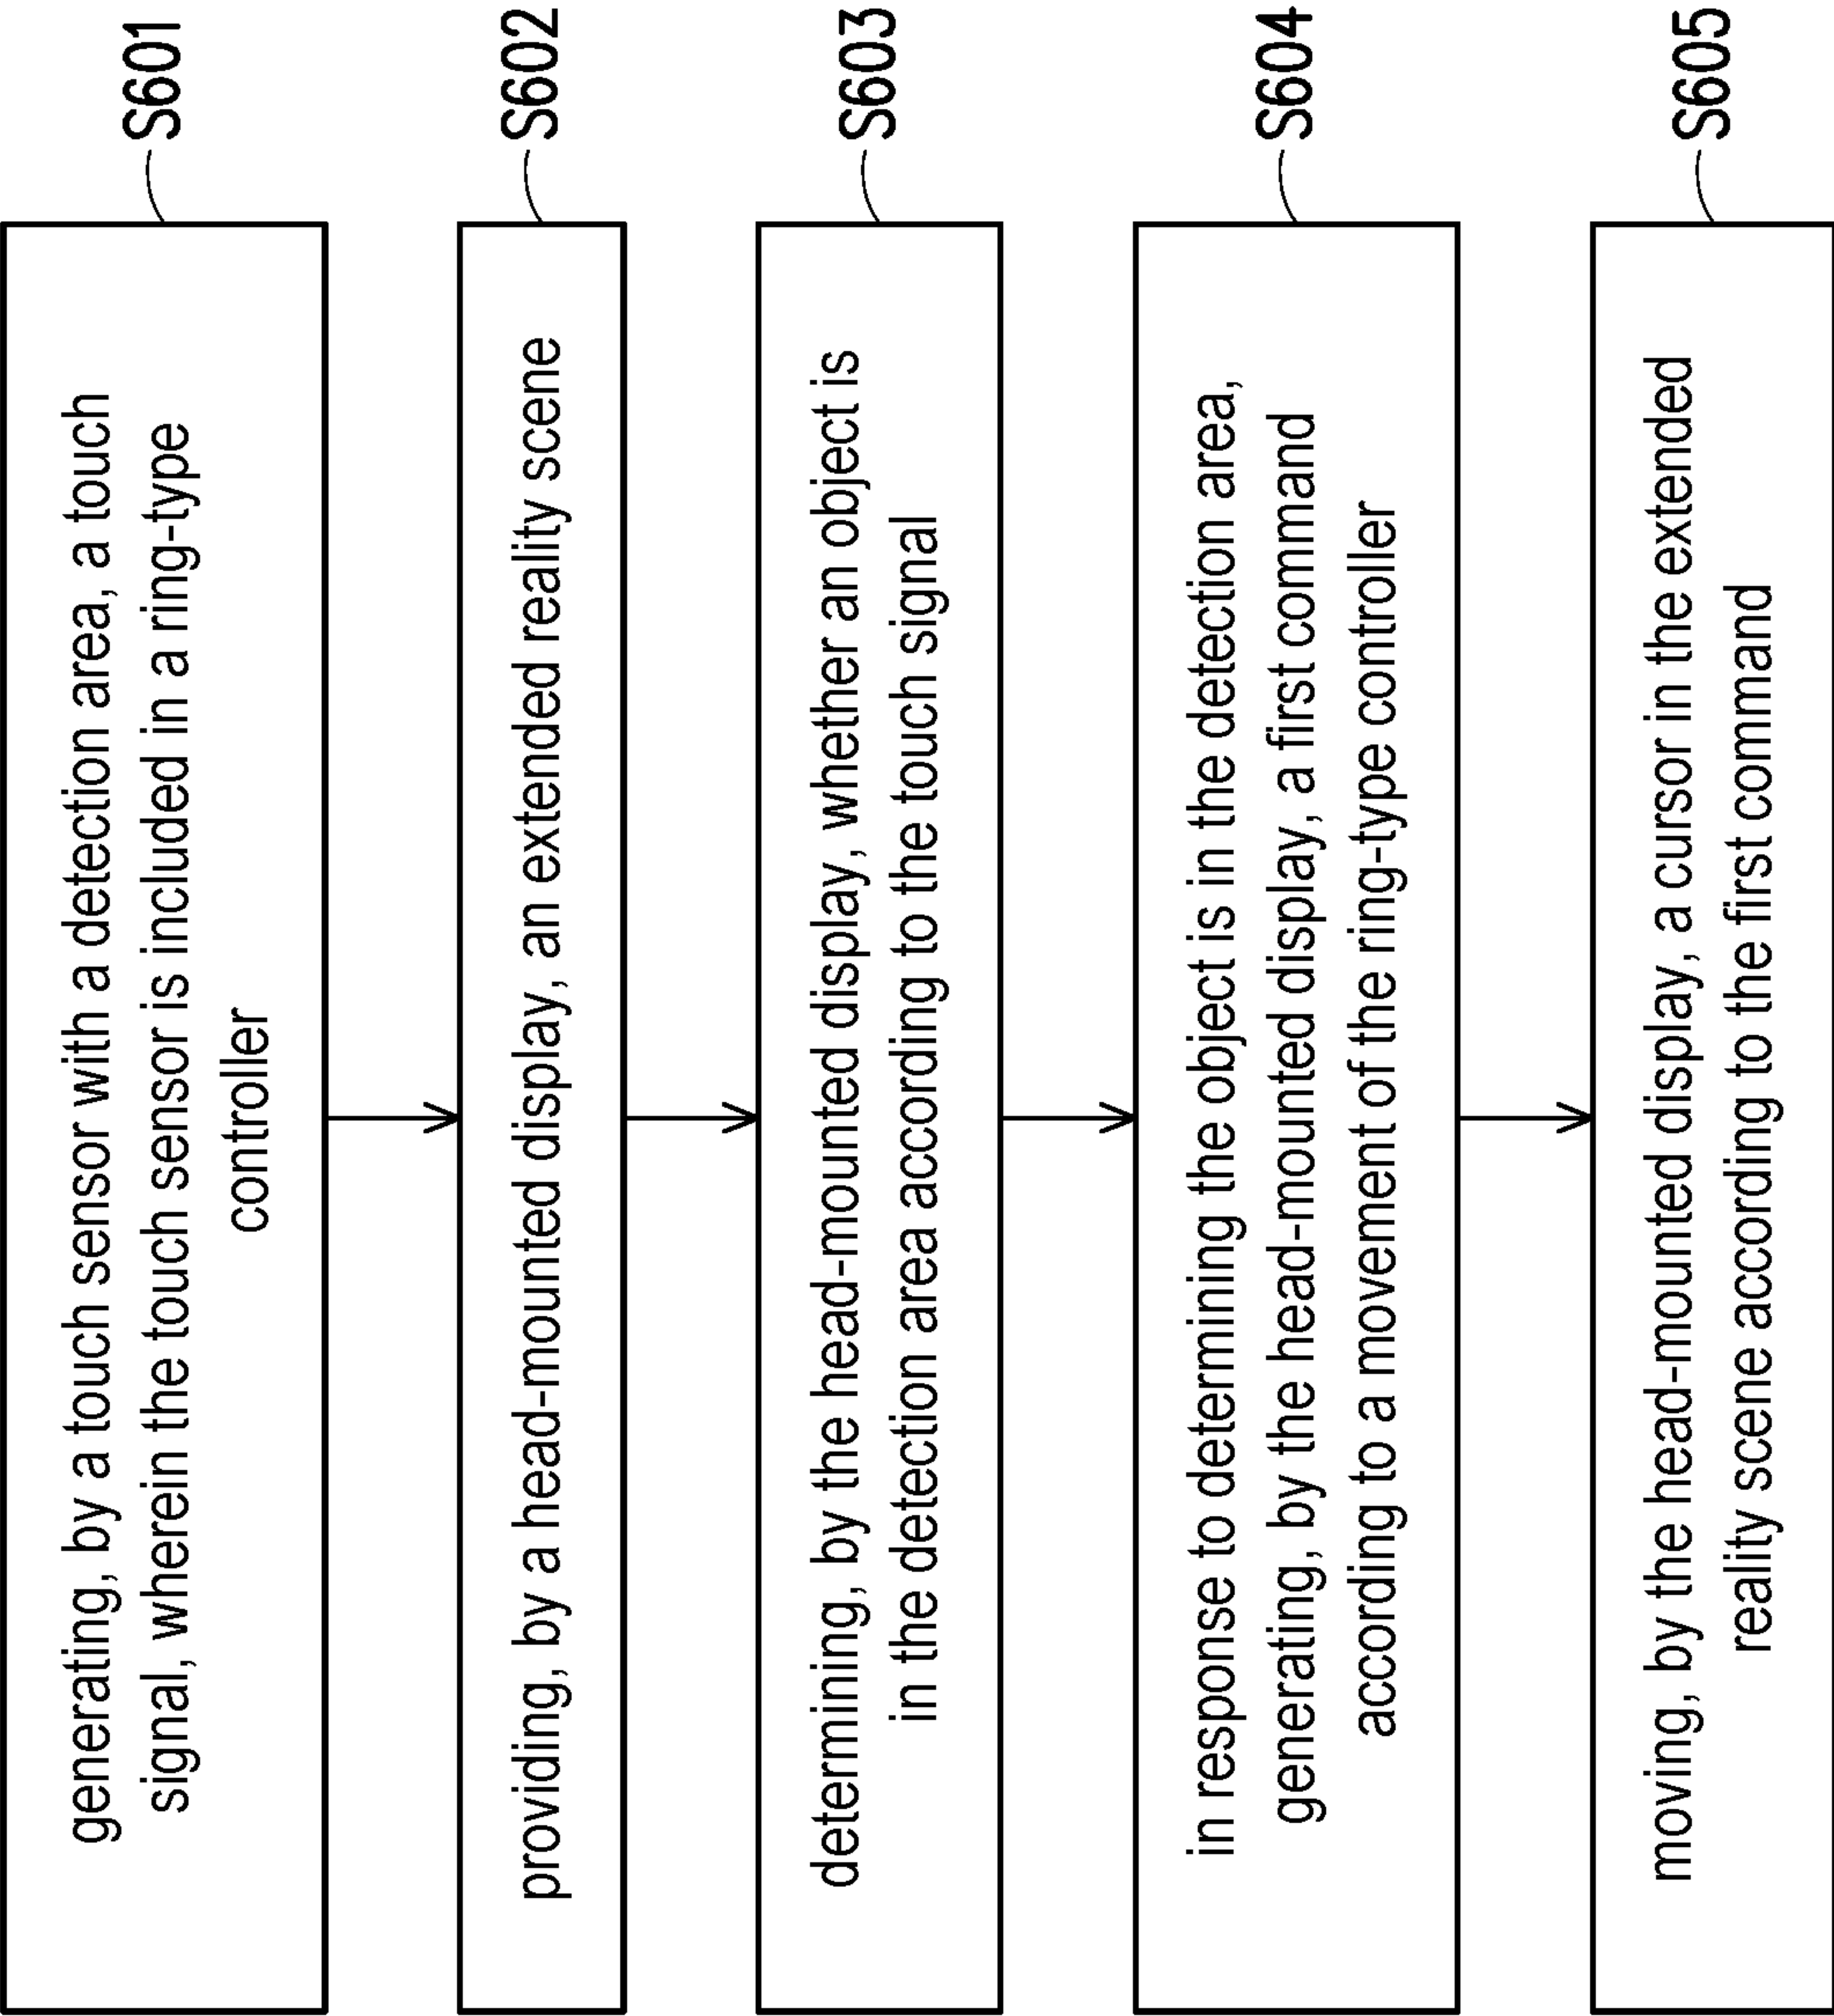 generating, by a touch sensor with a detection area, a touch
signal, wherein the touch sensor is included in a ring-type
controller
S601
providing, by a head-mounted display, an extended reality scene
S602
determining, by the head-mounted display, whether an object is
in the detection area according to the touch signal
S603
in response to determining the object is in the detection area,
generating, by the head-mounted display, a first command
according to a movement of the ring-type controller
S604
moving, by the head-mounted display, a cursor in the extended
reality scene according to the first command
S605